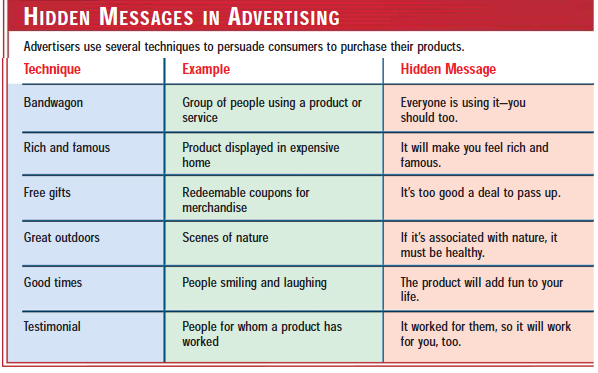 HIDDEN MESSAGES IN ADVERTISING
Advertisers use several techniques to persuade consumers to purchase their products.
Technique Example Hidden Message
Bandwagon Group of people using a product or Everyone is using it—you
service should too.
Rich and famous Product displayed in expensive It will make you feel rich and
home famous.
Free gifts Redeemable coupons for It's too good a deal to pass up.
merchandise
Great outdoors Scenes of nature If it's associated with nature, it
must be healthy.
Good times People smiling and laughing The product will add fun to your
life.
Testimonial People for whom a product has It worked for them, so it will work
worked for you, too.